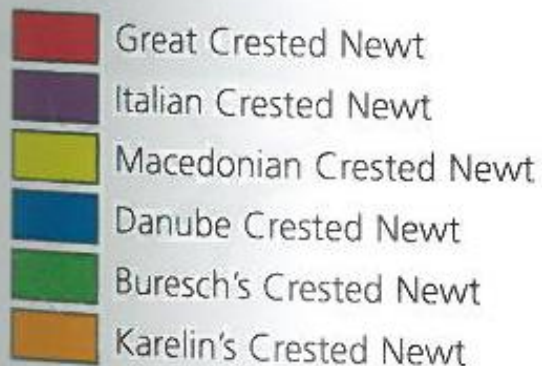 Great Crested Newt
Italian Crested Newt
Macedonian Crested Newt
Danube Crested Newt
Buresch's Crested Newt
Karelin's Crested Newt